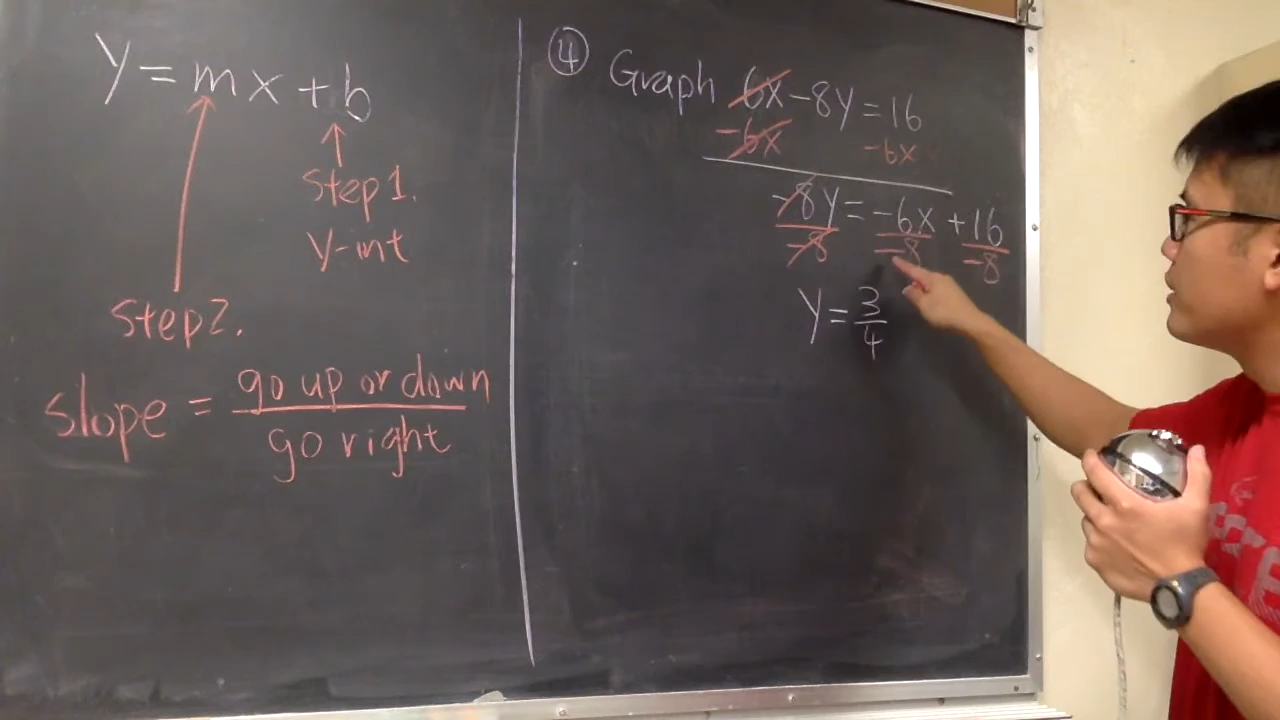 y = mx + b
step 1.
y-int
step 2.
slope = go up or down / go right
④ Graph 6x - 8y = 16
-6x -6x
-8y = -6x + 16
-8 -8 -8
y = 3/4